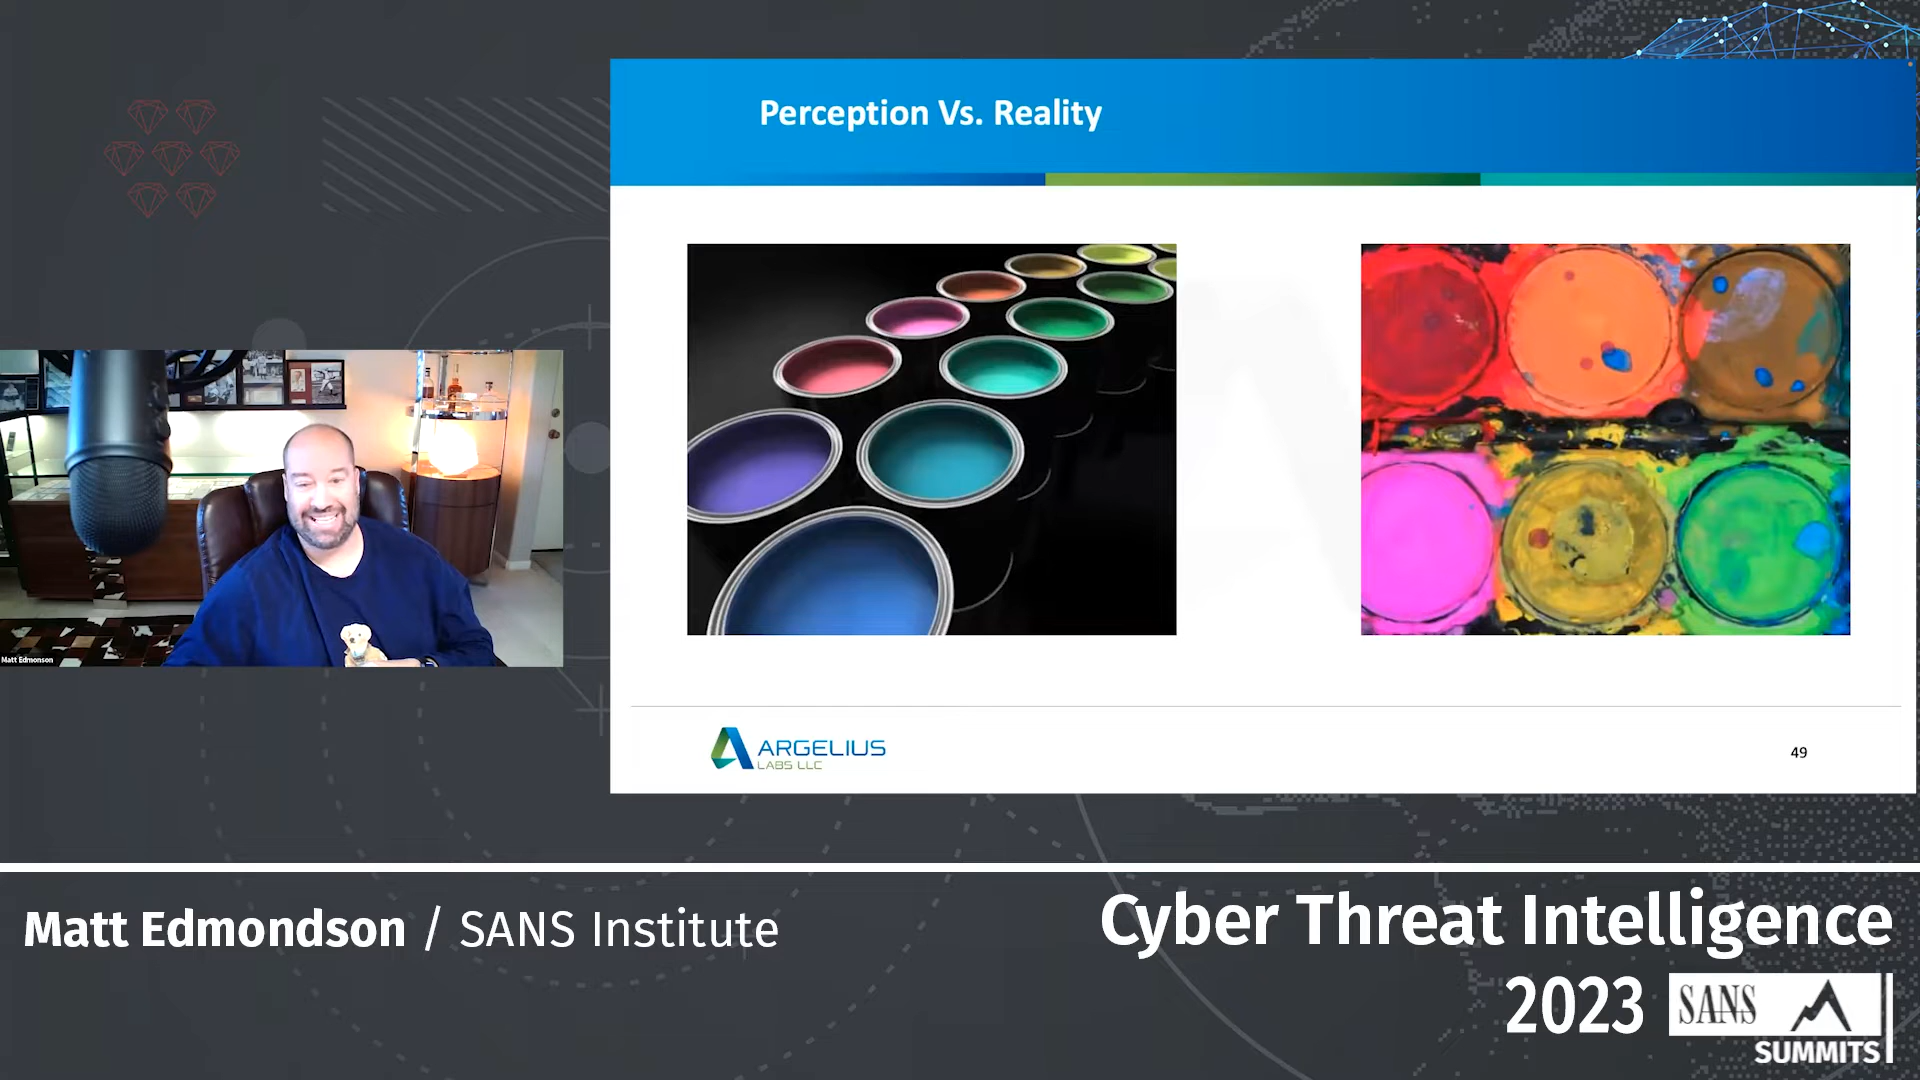 Perception Vs. Reality
Matt Edmonson
ARGELIUS
LABS LLC
49
Matt Edmondson / SANS Institute
Cyber Threat Intelligence
2023
SANS
SUMMITS